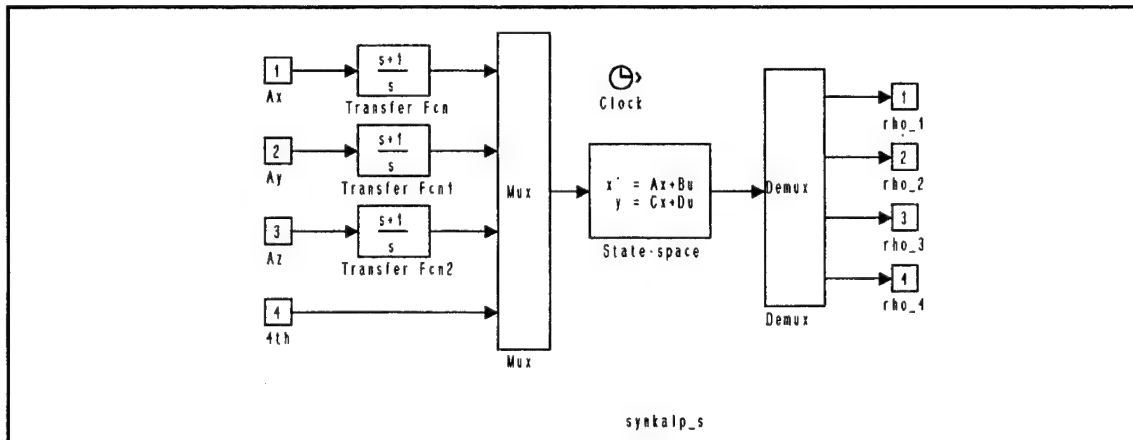 1
Ax
s+1
s
Transfer Fcn
2
Ay
s+1
s
Transfer Fcn1
3
Az
s+1
s
Transfer Fcn2
4
4th
Mux
Mux
Clock
x' = Ax+Bu
y = Cx+Du
State-space
Demux
Demux
1
rho_1
2
rho_2
3
rho_3
4
rho_4
synkalp_s